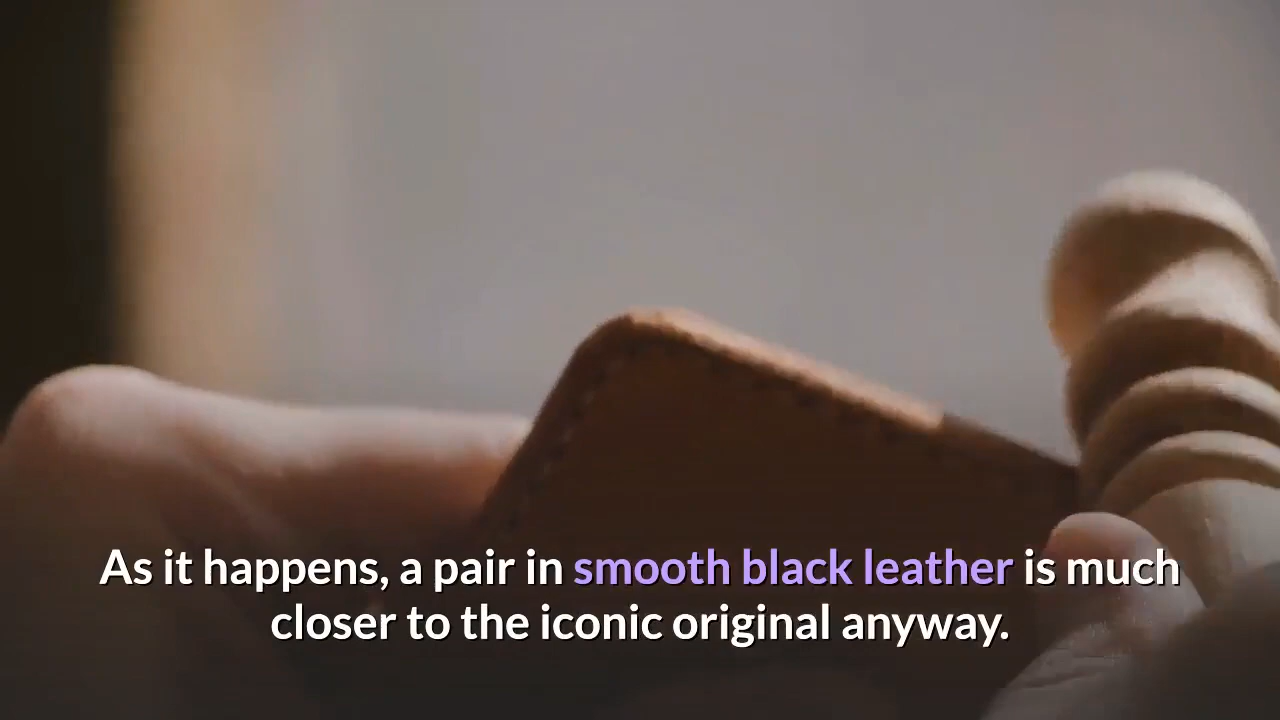 As it happens, a pair in smooth black leather is much
closer to the iconic original anyway.